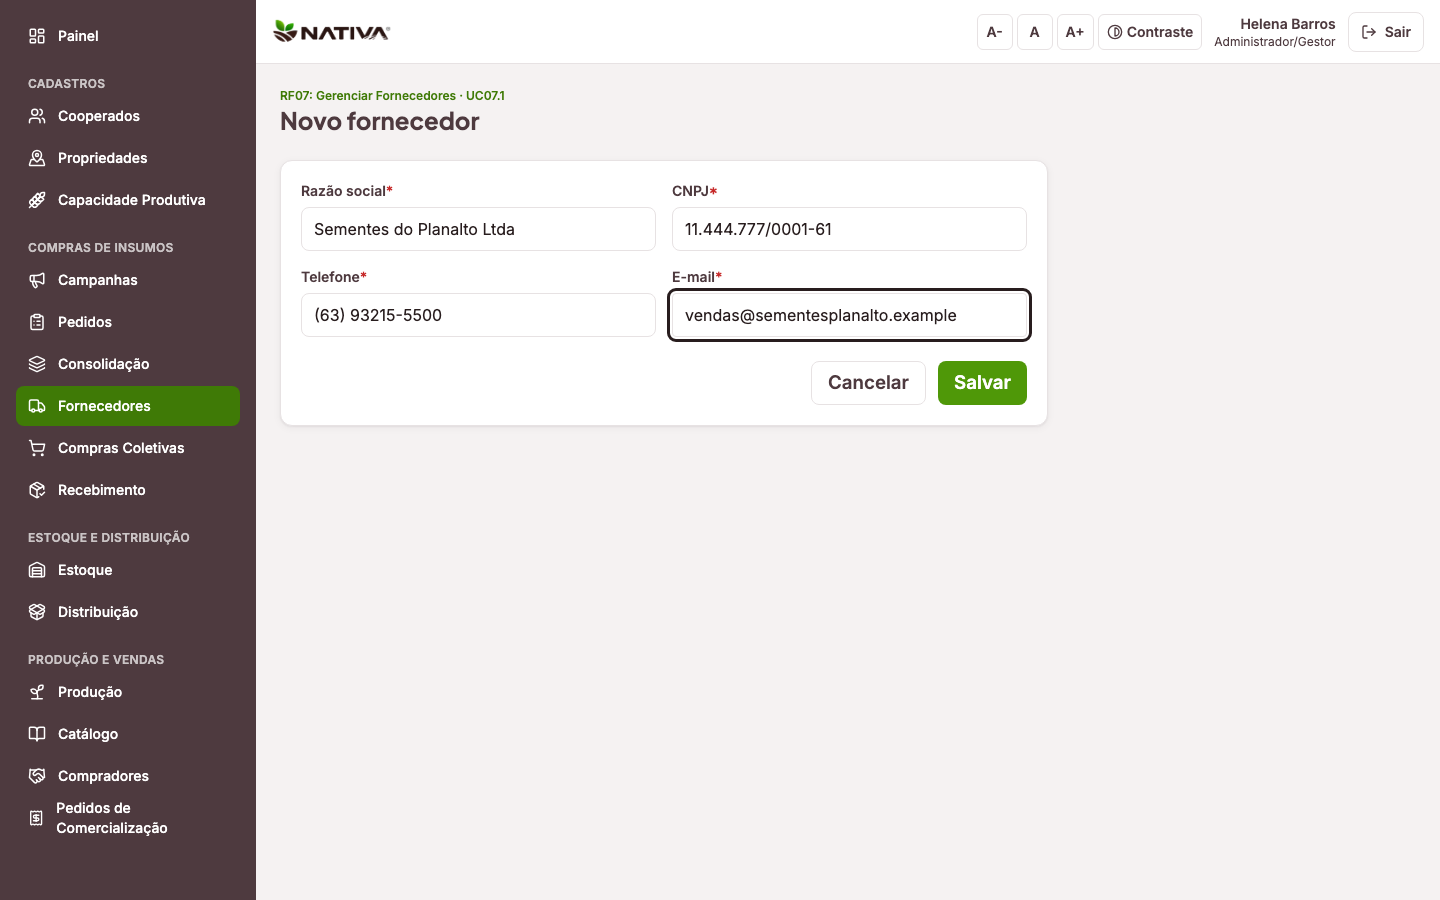 Painel
CADASTROS
Cooperados
Propriedades
Capacidade Produtiva
COMPRAS DE INSUMOS
Campanhas
Pedidos
Consolidação
Fornecedores
Compras Coletivas
Recebimento
ESTOQUE E DISTRIBUIÇÃO
Estoque
Distribuição
PRODUÇÃO E VENDAS
Produção
Catálogo
Compradores
Pedidos de
Comercialização
NATIVA
A- A A+ Contraste
Helena Barros
Administrador/Gestor
Sair
RF07: Gerenciar Fornecedores · UC07.1
Novo fornecedor
Razão social* CNPJ*
Sementes do Planalto Ltda 11.444.777/0001-61
Telefone* E-mail*
(63) 93215-5500 vendas@sementesplanalto.example
Cancelar Salvar